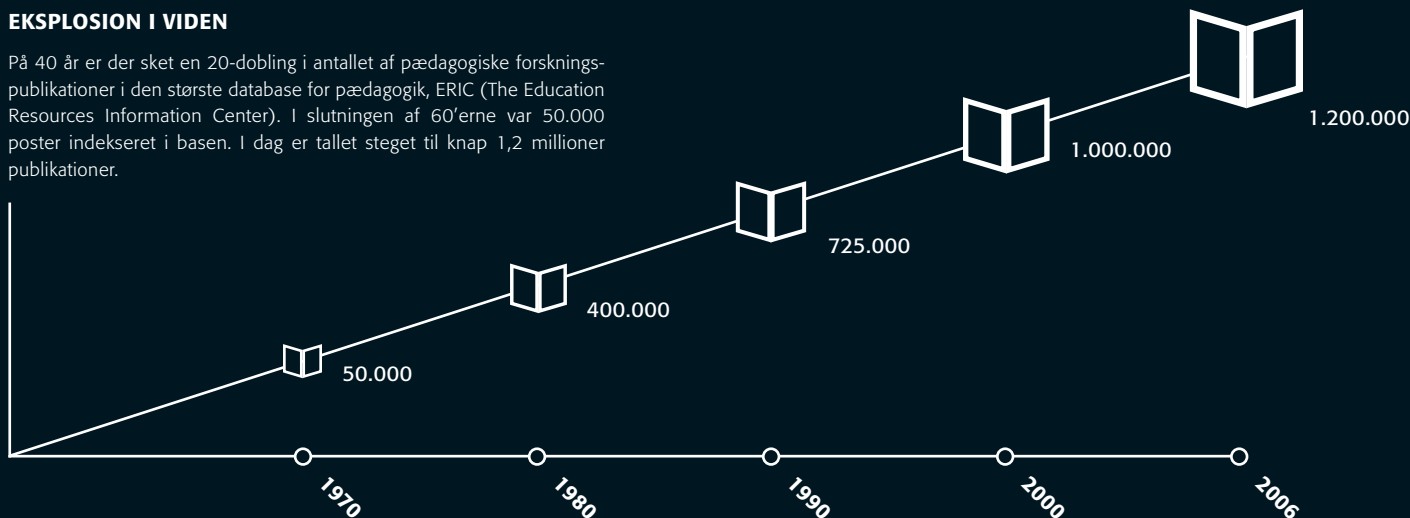 EKSPLOSION I VIDEN
På 40 år er der sket en 20-dobling i antallet af pædagogiske forsknings-
publikationer i den største database for pædagogik, ERIC (The Education
Resources Information Center). I slutningen af 60'erne var 50.000
poster indekseret i basen. I dag er tallet steget til knap 1,2 millioner
publikationer.
1.200.000
1.000.000
725.000
400.000
50.000
1970
1980
1990
2000
2006